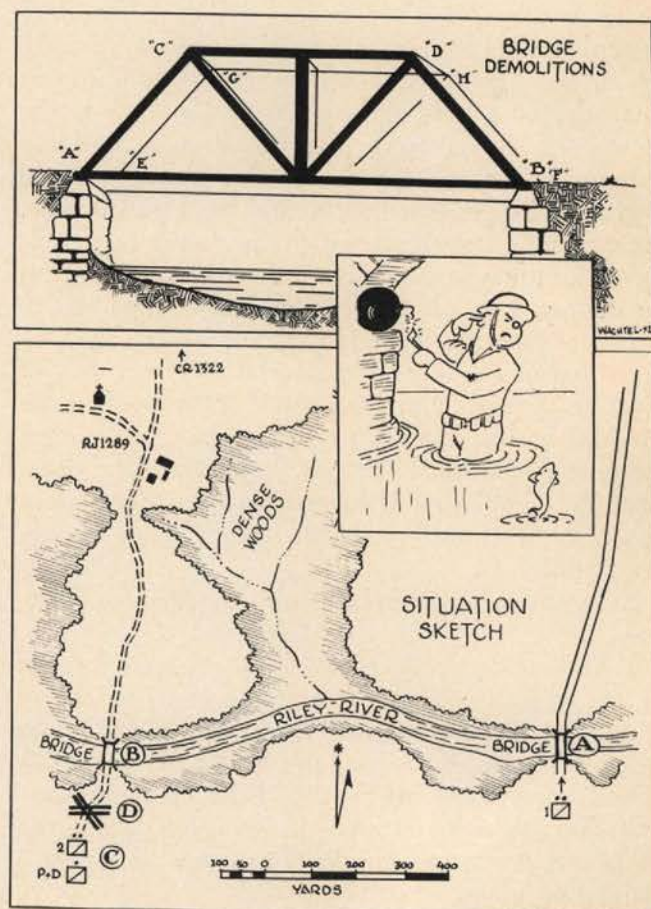 BRIDGE
DEMOLITIONS
"C"
"D"
"G"
"H"
"A"
"E"
"B"
"F"
WACHTEL-
CR1322
RJ1289
DENSE
WOODS
SITUATION
SKETCH
RILEY-RIVER
BRIDGE
B
BRIDGE
A
D
1
2
C
P+D
100 50 0 100 200 300 400
YARDS